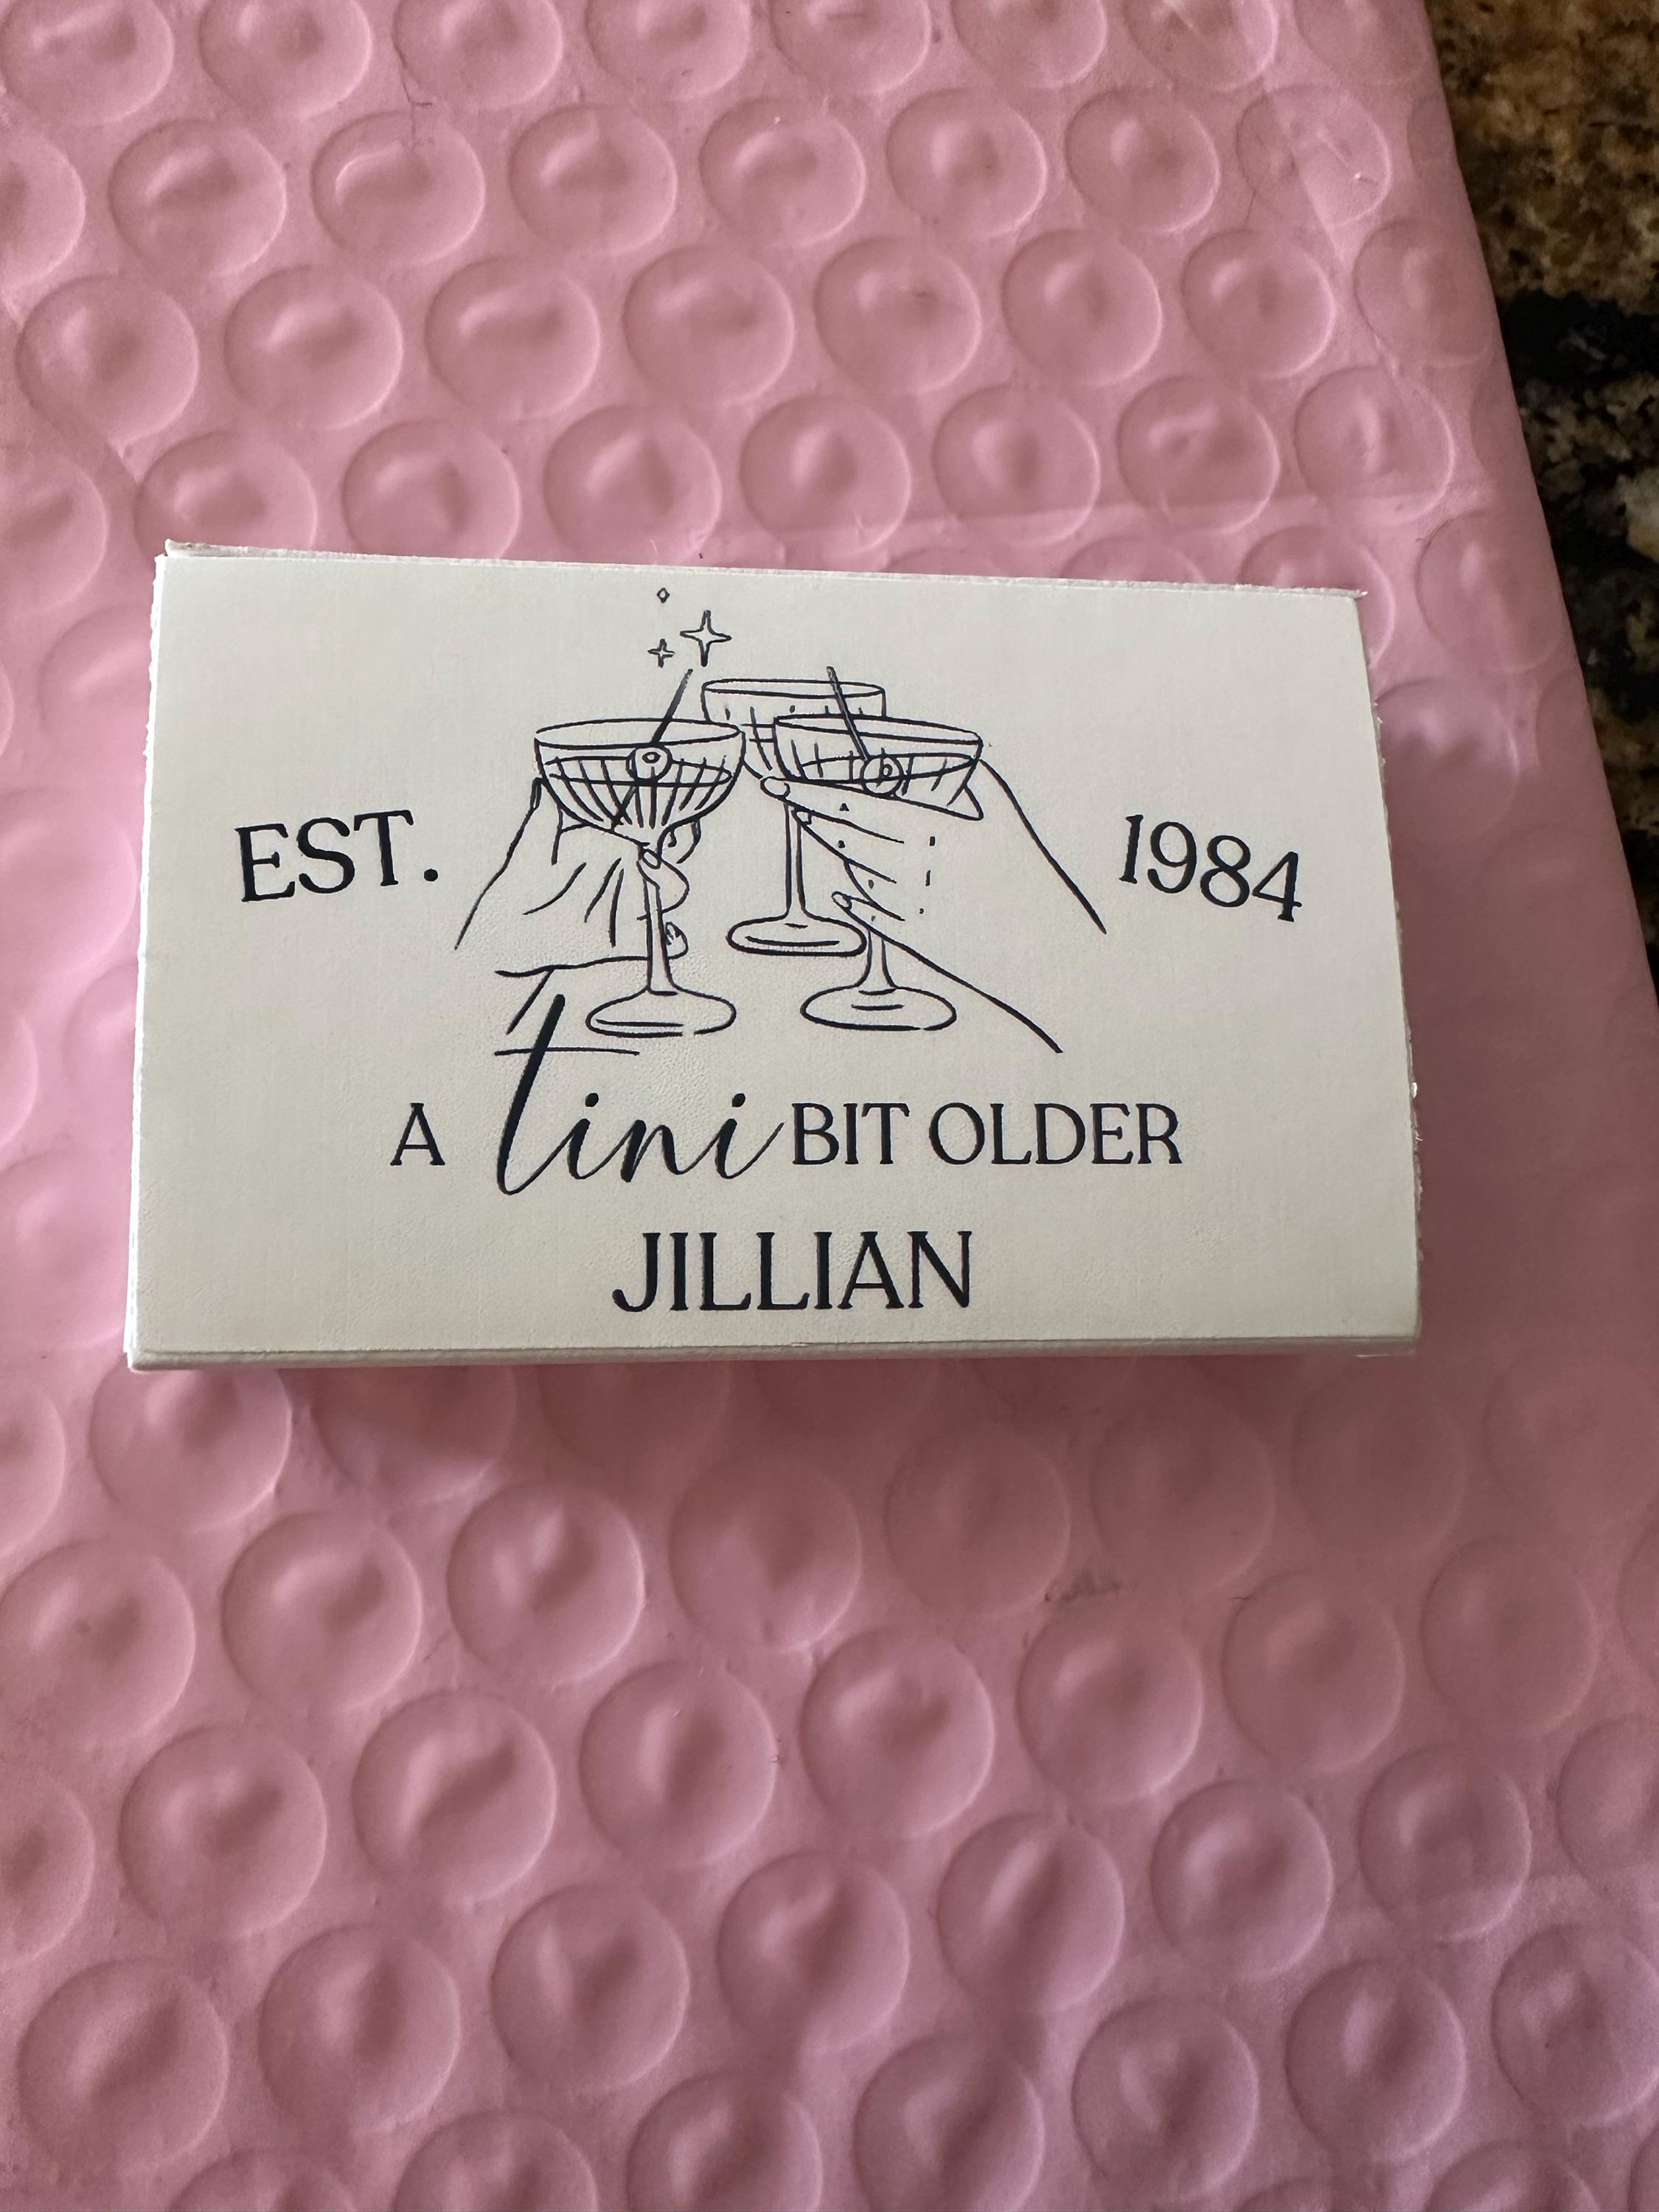 EST. 1984
A tini BIT OLDER
JILLIAN